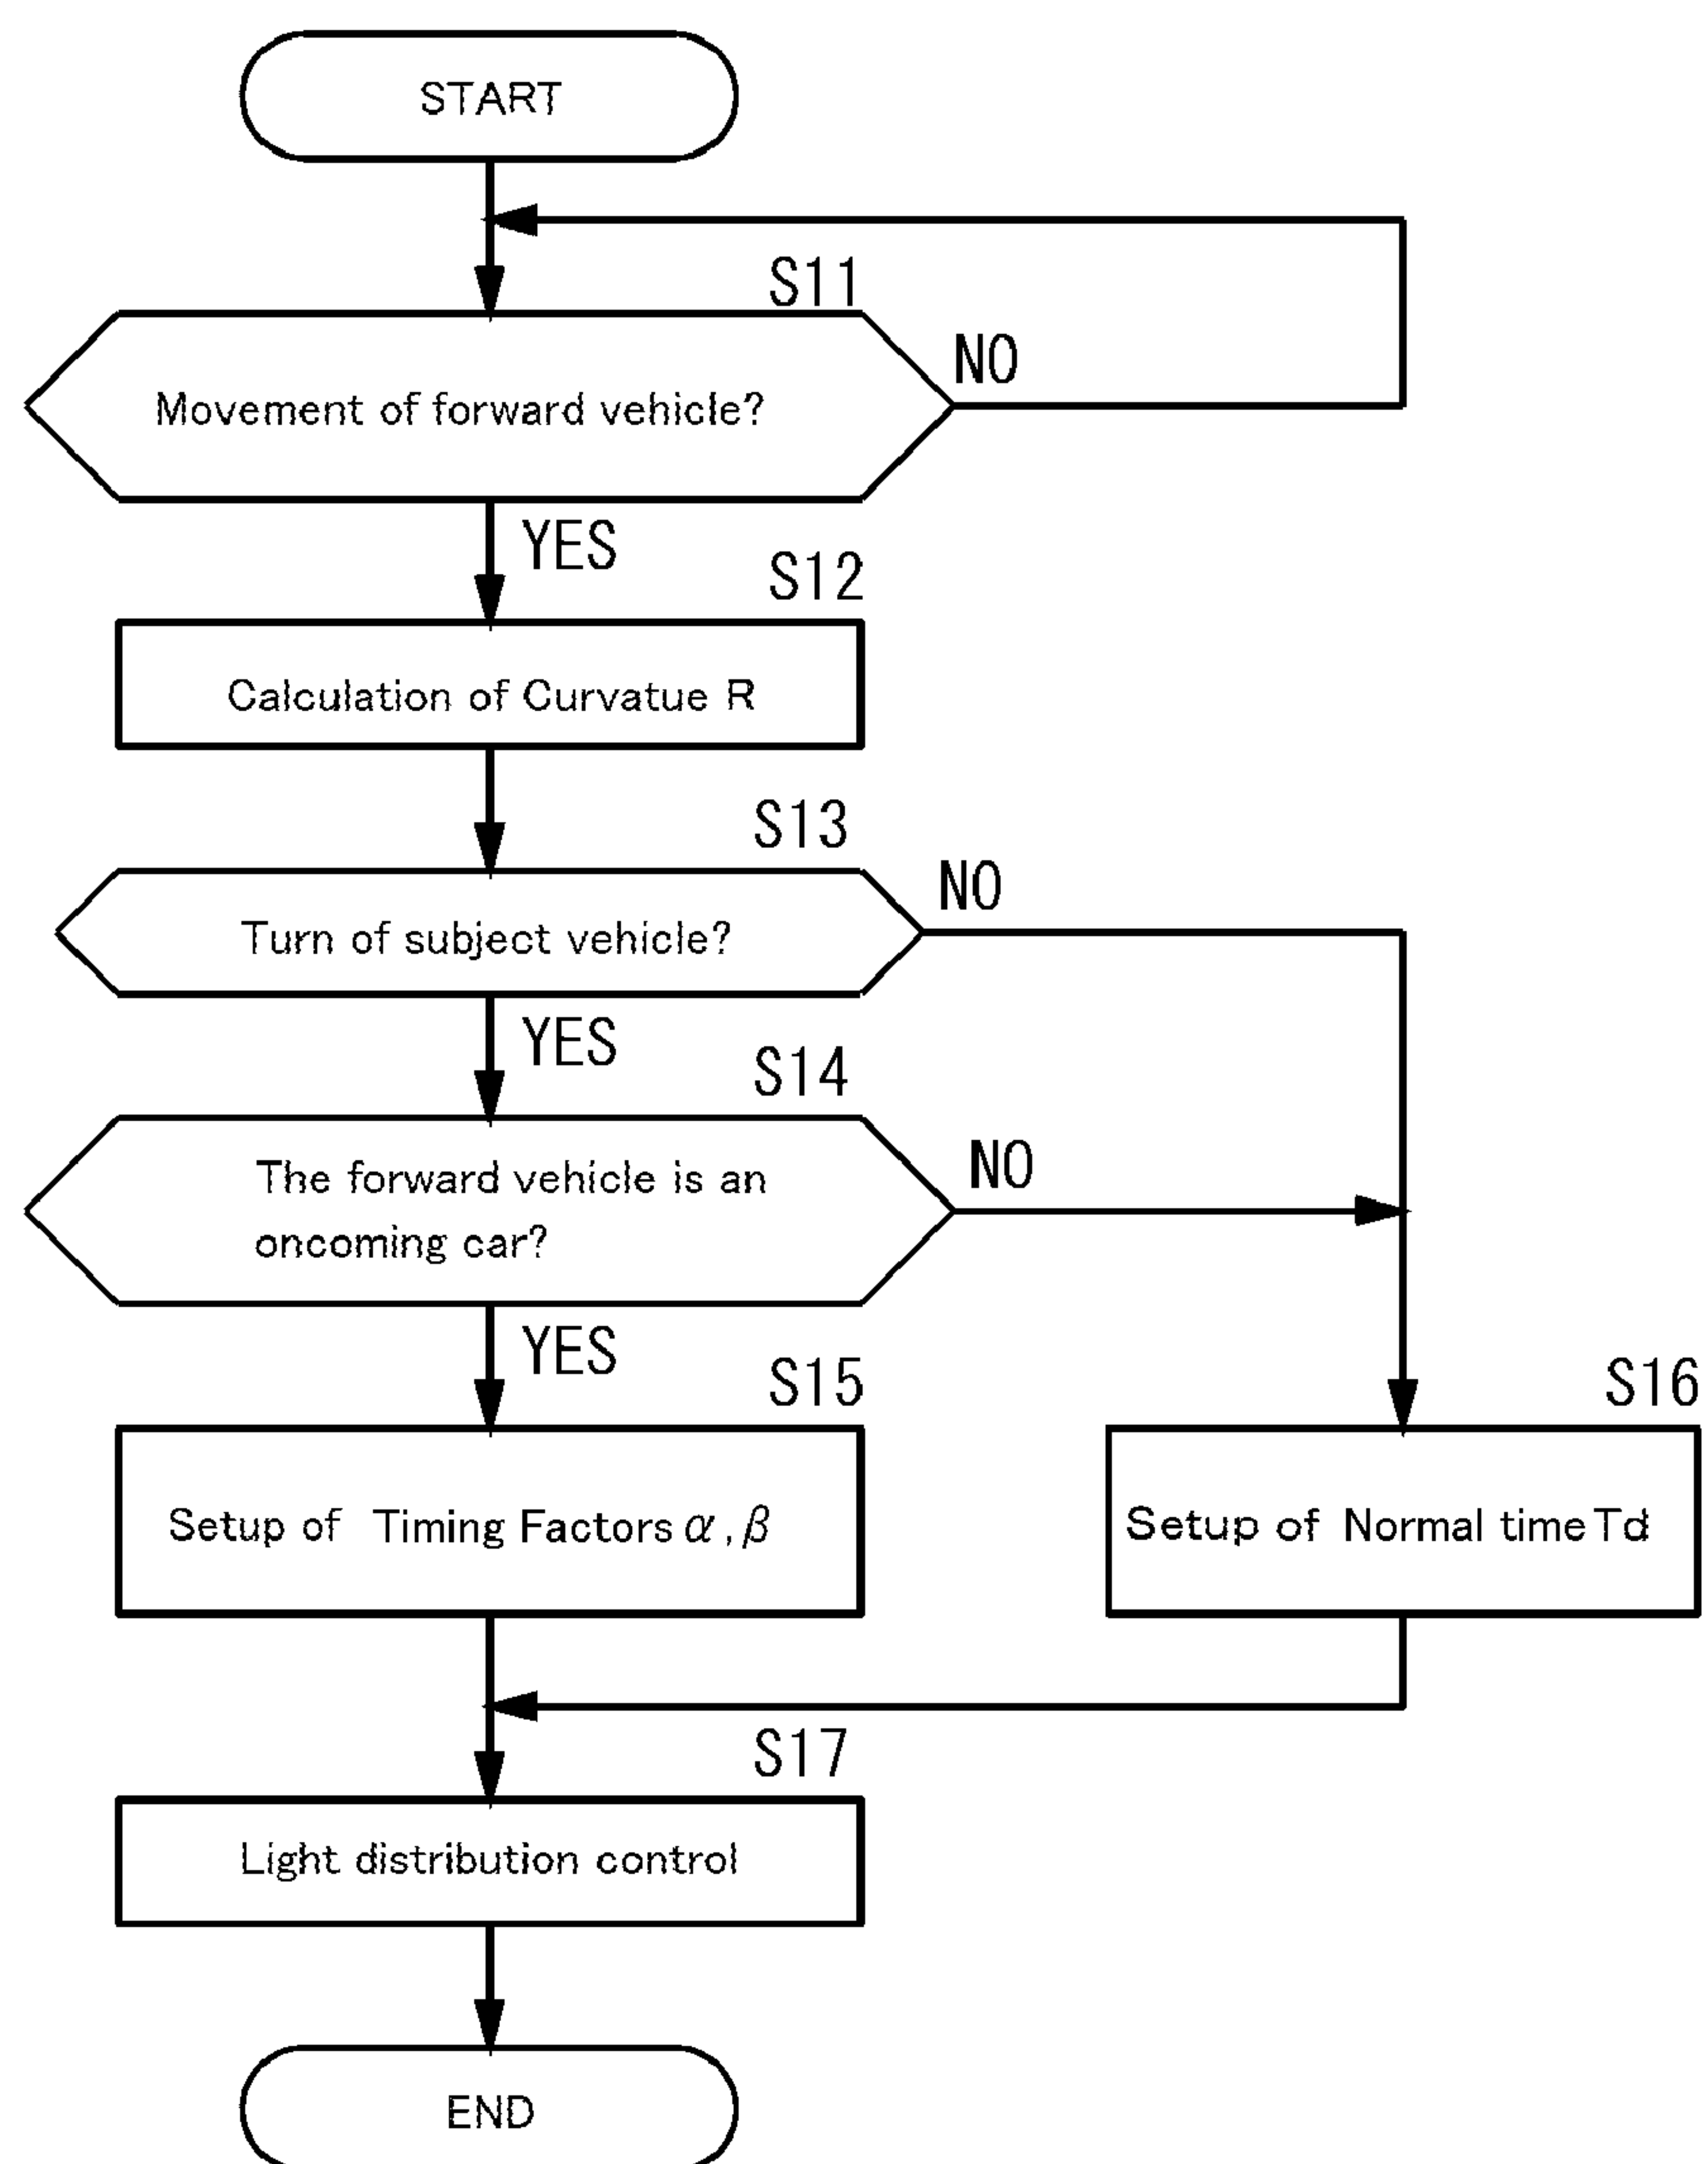 START
S11
NO
Movement of forward vehicle?
YES
S12
Calculation of Curvatue R
S13
NO
Turn of subject vehicle?
YES
S14
NO
The forward vehicle is an
oncoming car?
YES
S15
S16
Setup of Timing Factors α, β
Setup of Normal time Td
S17
Light distribution control
END